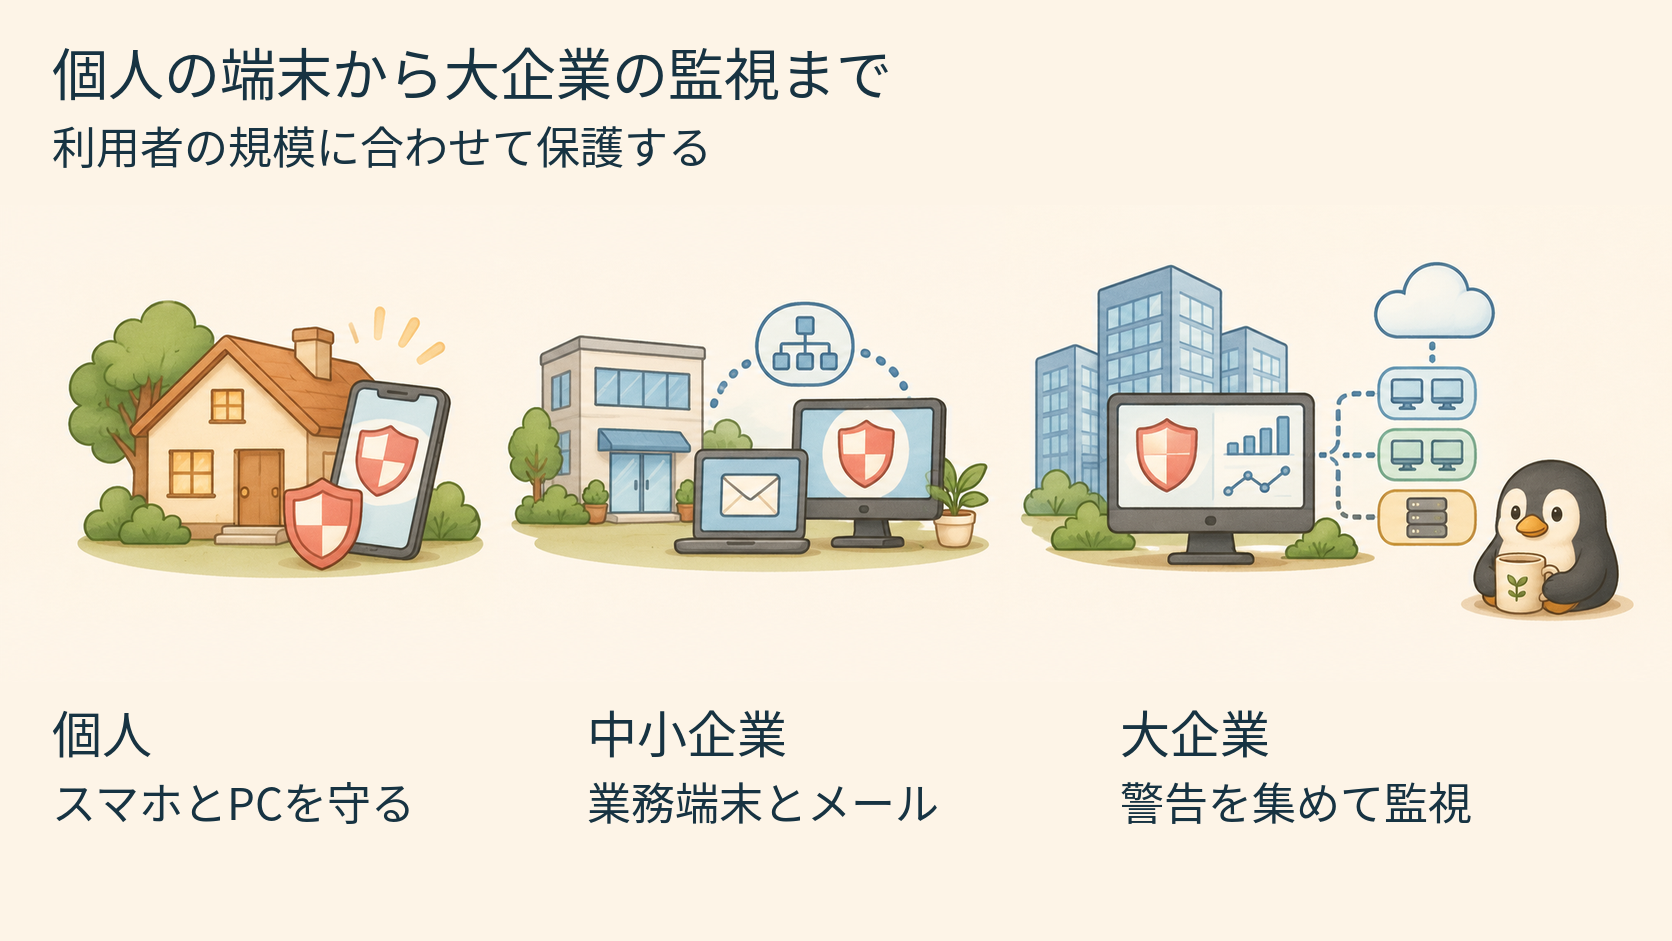 個人の端末から大企業の監視まで
利用者の規模に合わせて保護する
個人
スマホとPCを守る
中小企業
業務端末とメール
大企業
警告を集めて監視